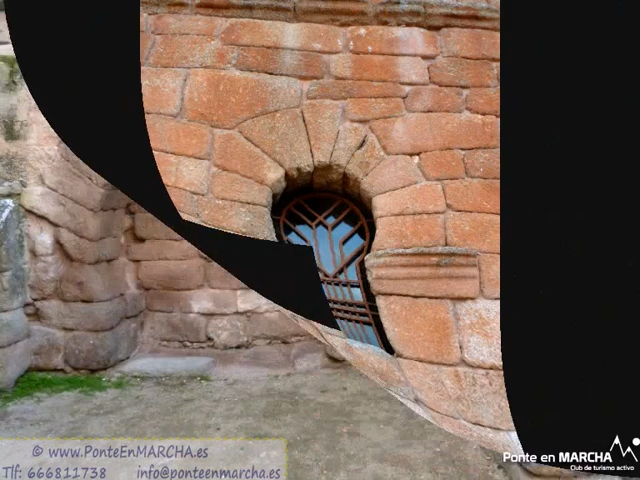 © www.PonteEnMARCHA.es
Tlf: 666811738 info@ponteenmarcha.es
Ponte en MARCHA
Club de turismo activo